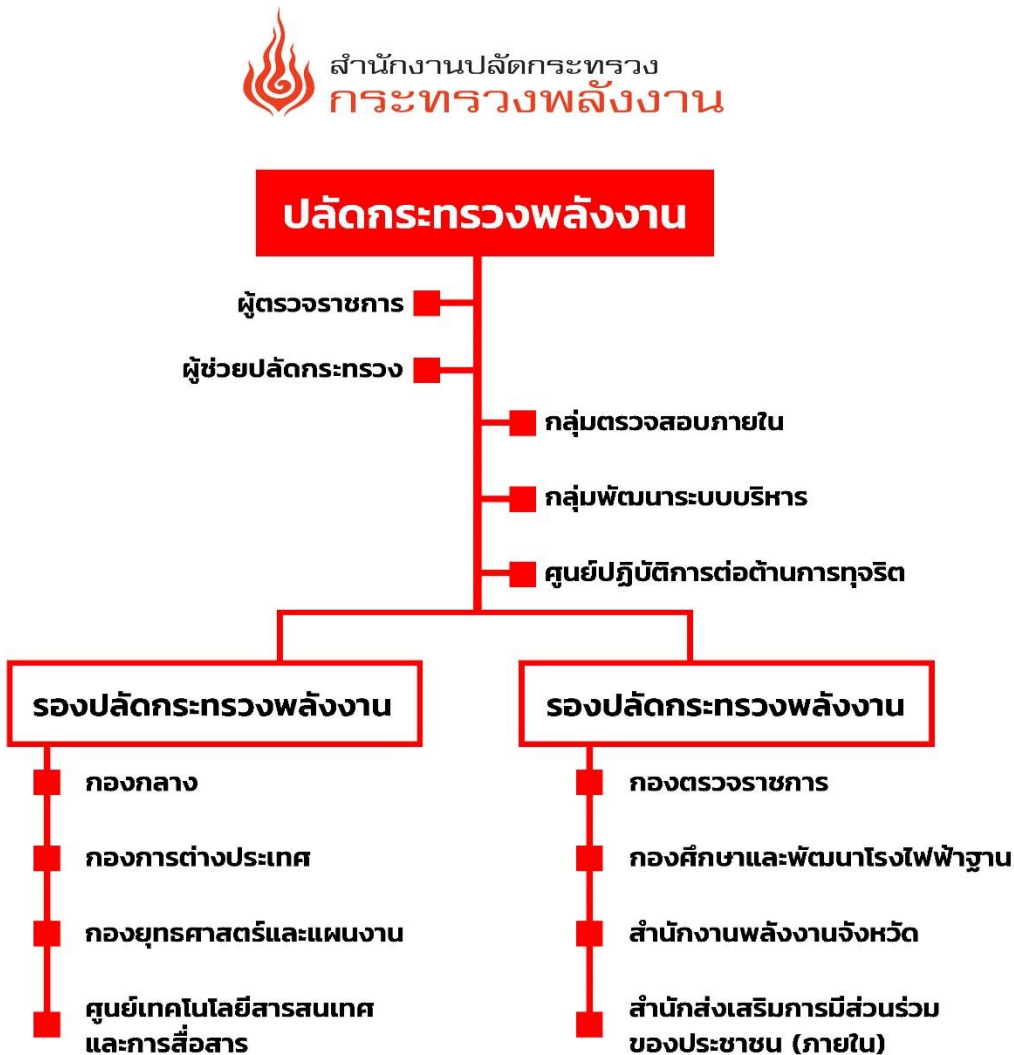 สำนักงานปลัดกระทรวง
กระทรวงพลังงาน
ปลัดกระทรวงพลังงาน
ผู้ตรวจราชการ
ผู้ช่วยปลัดกระทรวง
กลุ่มตรวจสอบภายใน
กลุ่มพัฒนาระบบบริหาร
ศูนย์ปฏิบัติการต่อต้านการทุจริต
รองปลัดกระทรวงพลังงาน
กองกลาง
กองการต่างประเทศ
กองยุทธศาสตร์และแผนงาน
ศูนย์เทคโนโลยีสารสนเทศ
และการสื่อสาร
รองปลัดกระทรวงพลังงาน
กองตรวจราชการ
กองศึกษาและพัฒนาโรงไฟฟ้าฐาน
สำนักงานพลังงานจังหวัด
สำนักส่งเสริมการมีส่วนร่วม
ของประชาชน (ภายใน)